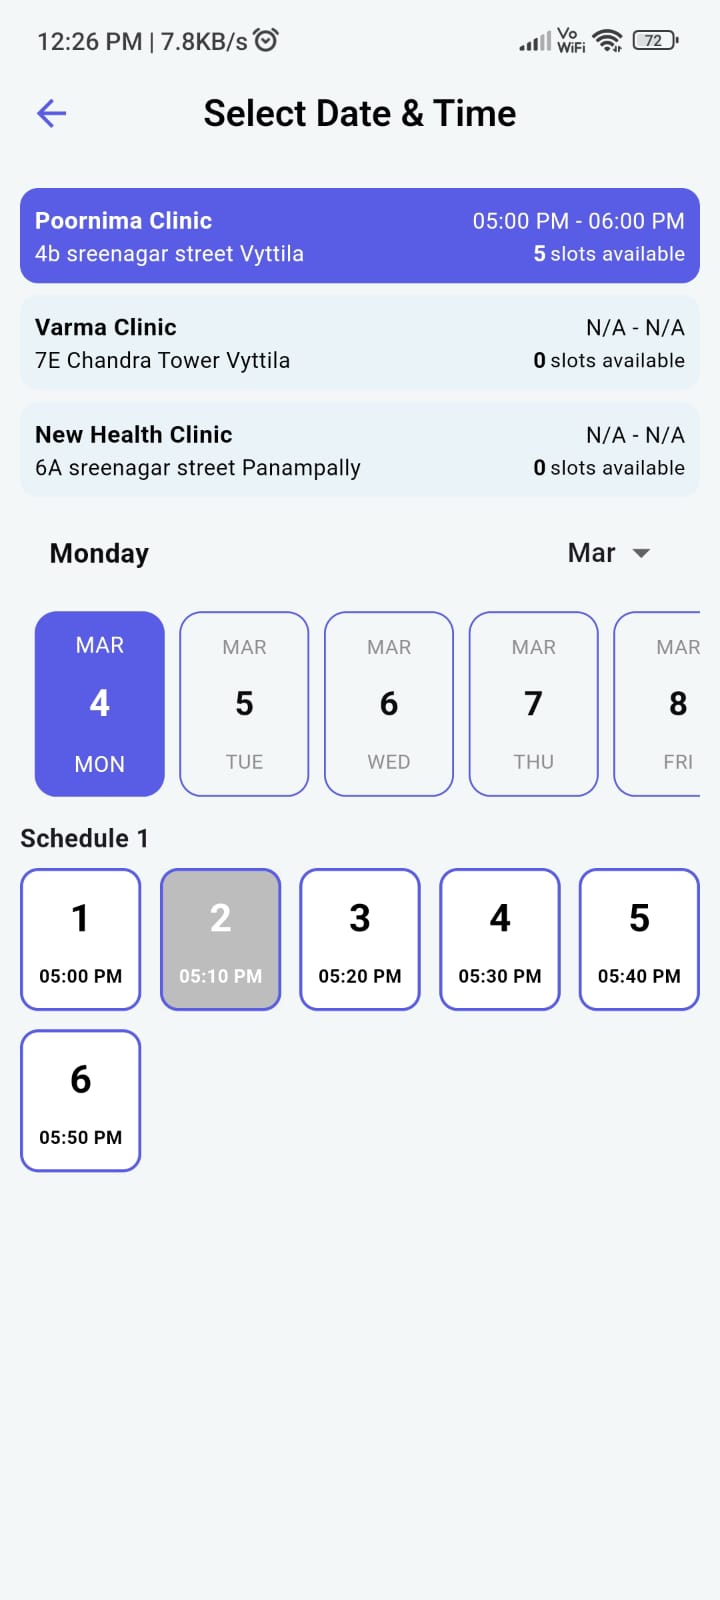 12:26 PM | 7.8KB/s
Vo
WiFi
72
Select Date & Time
Poornima Clinic
05:00 PM - 06:00 PM
4b sreenagar street Vyttila
5 slots available
Varma Clinic
N/A - N/A
7E Chandra Tower Vyttila
0 slots available
New Health Clinic
N/A - N/A
6A sreenagar street Panampally
0 slots available
Monday
Mar
MAR
4
MON
MAR
5
TUE
MAR
6
WED
MAR
7
THU
MAR
8
FRI
Schedule 1
1
05:00 PM
2
05:10 PM
3
05:20 PM
4
05:30 PM
5
05:40 PM
6
05:50 PM